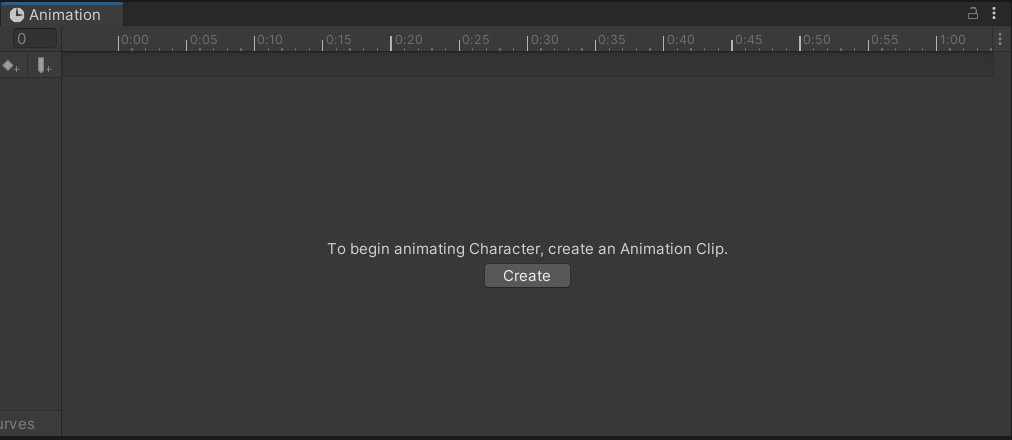 Animation
0
0:00 0:05 0:10 0:15 0:20 0:25 0:30 0:35 0:40 0:45 0:50 0:55 1:00
To begin animating Character, create an Animation Clip.
Create
urves